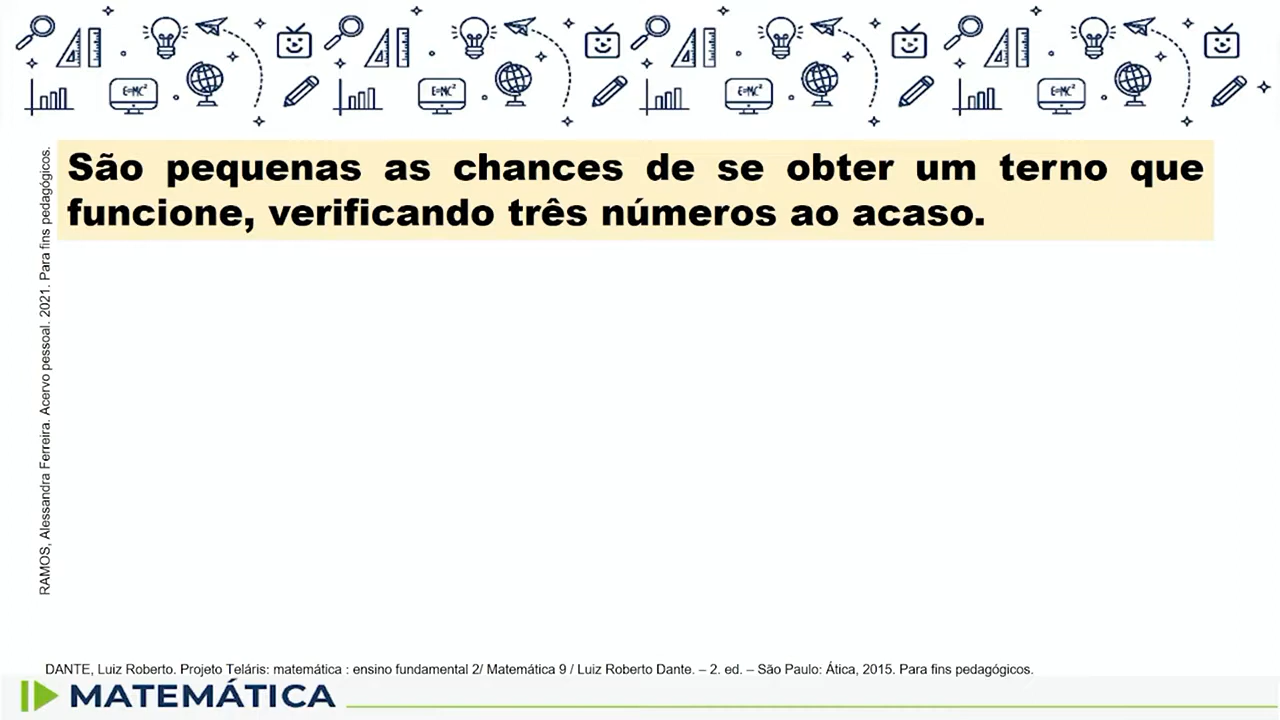 São pequenas as chances de se obter um terno que
funcione, verificando três números ao acaso.
RAMOS, Alessandra Ferreira. Acervo pessoal. 2021. Para fins pedagógicos.
DANTE, Luiz Roberto. Projeto Teláris: matemática : ensino fundamental 2/ Matemática 9 / Luiz Roberto Dante. – 2. ed. – São Paulo: Ática, 2015. Para fins pedagógicos.
MATEMÁTICA